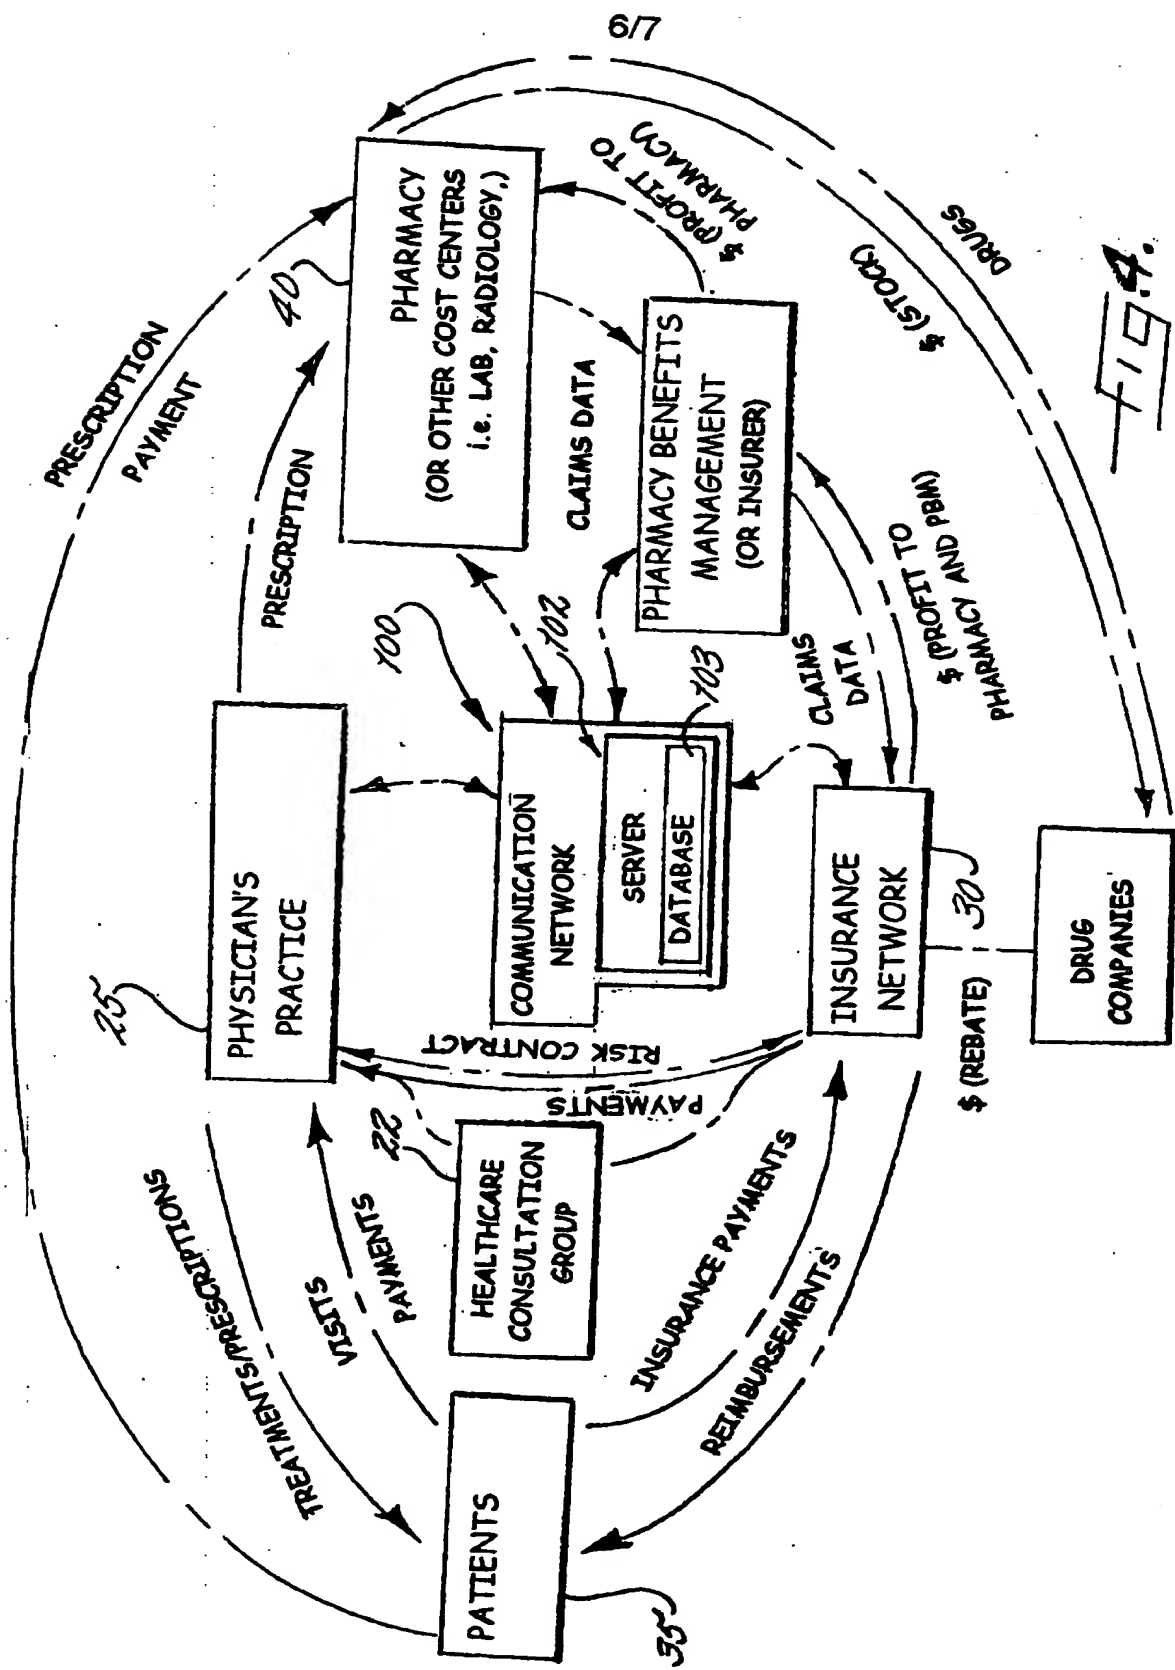 6/7
PRESCRIPTION
PAYMENT
PRESCRIPTION
40
PHARMACY
(OR OTHER COST CENTERS
i.e. LAB, RADIOLOGY,)
$ (PROFIT TO
PHARMACY)
25
PHYSICIAN'S
PRACTICE
TREATMENTS/PRESCRIPTIONS
VISITS
PAYMENTS
22
HEALTHCARE
CONSULTATION
GROUP
PAYMENTS
RISK CONTRACT
100
COMMUNICATION
NETWORK
102
SERVER
DATABASE
103
CLAIMS DATA
PHARMACY BENEFITS
MANAGEMENT
(OR INSURER)
PATIENTS
35
INSURANCE PAYMENTS
REIMBURSEMENTS
INSURANCE
NETWORK
30
CLAIMS
DATA
$ (PROFIT TO
PHARMACY AND PBM)
$ (REBATE)
DRUG
COMPANIES
$ (STOCK)
DRUGS
FIG. 4.